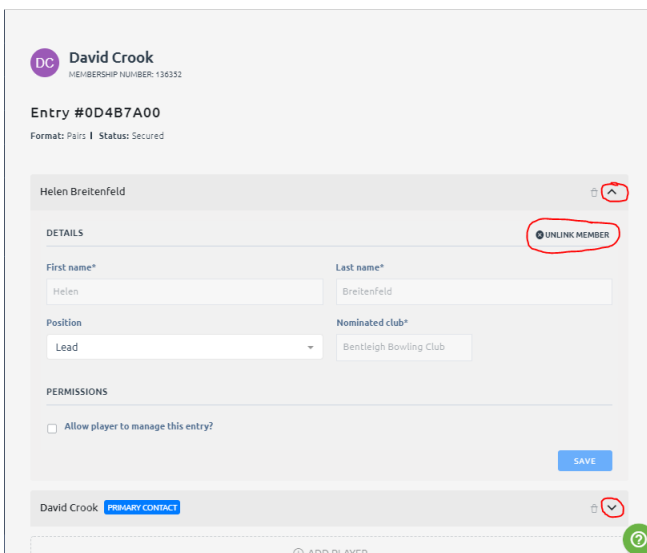 DC
David Crook
MEMBERSHIP NUMBER: 136352
Entry #0D4B7A00
Format: Pairs | Status: Secured
Helen Breitenfeld
DETAILS
UNLINK MEMBER
First name*
Last name*
Helen
Breitenfeld
Position
Nominated club*
Lead
Bentleigh Bowling Club
PERMISSIONS
Allow player to manage this entry?
SAVE
David Crook PRIMARY CONTACT
ADD PLAYER
?